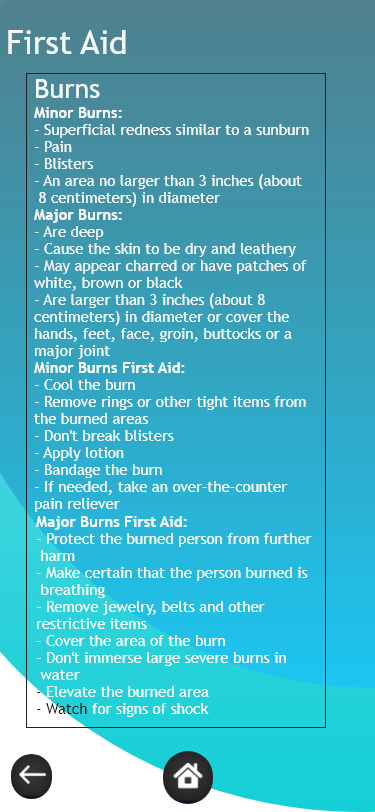 First Aid
Burns
Minor Burns:
- Superficial redness similar to a sunburn
- Pain
- Blisters
- An area no larger than 3 inches (about
8 centimeters) in diameter
Major Burns:
- Are deep
- Cause the skin to be dry and leathery
- May appear charred or have patches of
white, brown or black
- Are larger than 3 inches (about 8
centimeters) in diameter or cover the
hands, feet, face, groin, buttocks or a
major joint
Minor Burns First Aid:
- Cool the burn
- Remove rings or other tight items from
the burned areas
- Don't break blisters
- Apply lotion
- Bandage the burn
- If needed, take an over-the-counter
pain reliever
Major Burns First Aid:
- Protect the burned person from further
harm
- Make certain that the person burned is
breathing
- Remove jewelry, belts and other
restrictive items
- Cover the area of the burn
- Don't immerse large severe burns in
water
- Elevate the burned area
- Watch for signs of shock